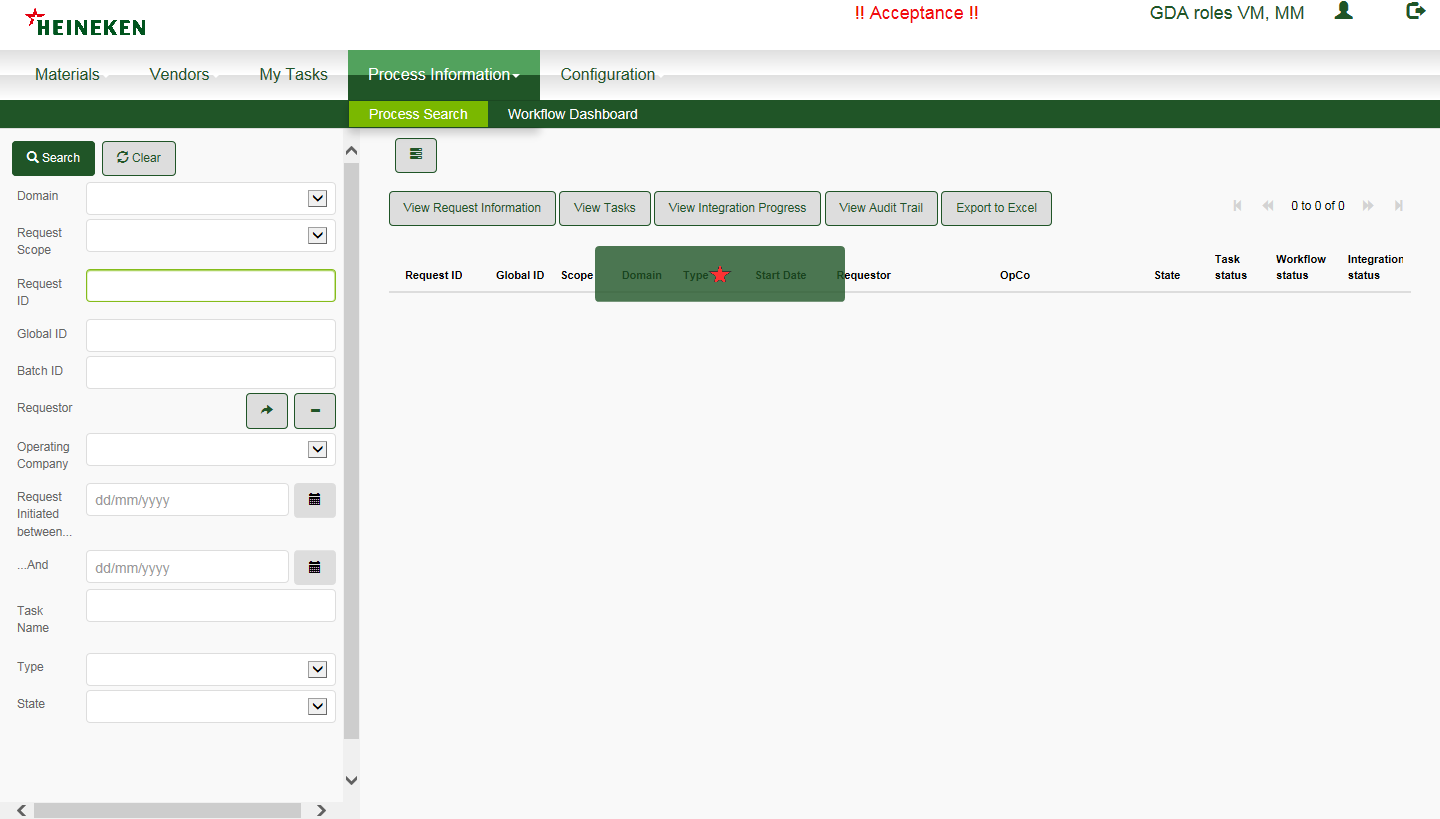 HEINEKEN
!! Acceptance !!
GDA roles VM, MM
Materials
Vendors
My Tasks
Process Information
Configuration
Process Search
Workflow Dashboard
Search
Clear
Domain
Request
Scope
Request
ID
Global ID
Batch ID
Requestor
Operating
Company
Request
Initiated
between...
dd/mm/yyyy
...And
dd/mm/yyyy
Task
Name
Type
State
View Request Information
View Tasks
View Integration Progress
View Audit Trail
Export to Excel
0 to 0 of 0
Request ID
Global ID
Scope
Domain
Type
Start Date
Requestor
OpCo
State
Task
status
Workflow
status
Integration
status